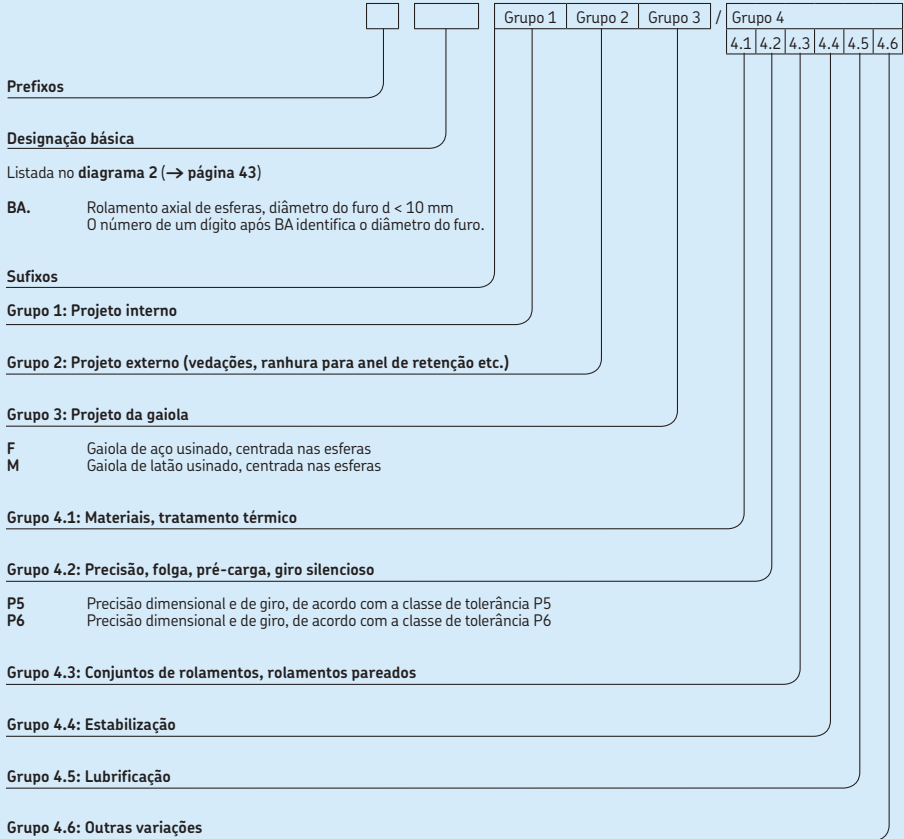 Grupo 1 Grupo 2 Grupo 3 / Grupo 4
4.1 4.2 4.3 4.4 4.5 4.6
Prefixos
Designação básica
Listada no diagrama 2 (→ página 43)
BA. Rolamento axial de esferas, diâmetro do furo d < 10 mm
O número de um dígito após BA identifica o diâmetro do furo.
Sufixos
Grupo 1: Projeto interno
Grupo 2: Projeto externo (vedações, ranhura para anel de retenção etc.)
Grupo 3: Projeto da gaiola
F Gaiola de aço usinado, centrada nas esferas
M Gaiola de latão usinado, centrada nas esferas
Grupo 4.1: Materiais, tratamento térmico
Grupo 4.2: Precisão, folga, pré-carga, giro silencioso
P5 Precisão dimensional e de giro, de acordo com a classe de tolerância P5
P6 Precisão dimensional e de giro, de acordo com a classe de tolerância P6
Grupo 4.3: Conjuntos de rolamentos, rolamentos pareados
Grupo 4.4: Estabilização
Grupo 4.5: Lubrificação
Grupo 4.6: Outras variações